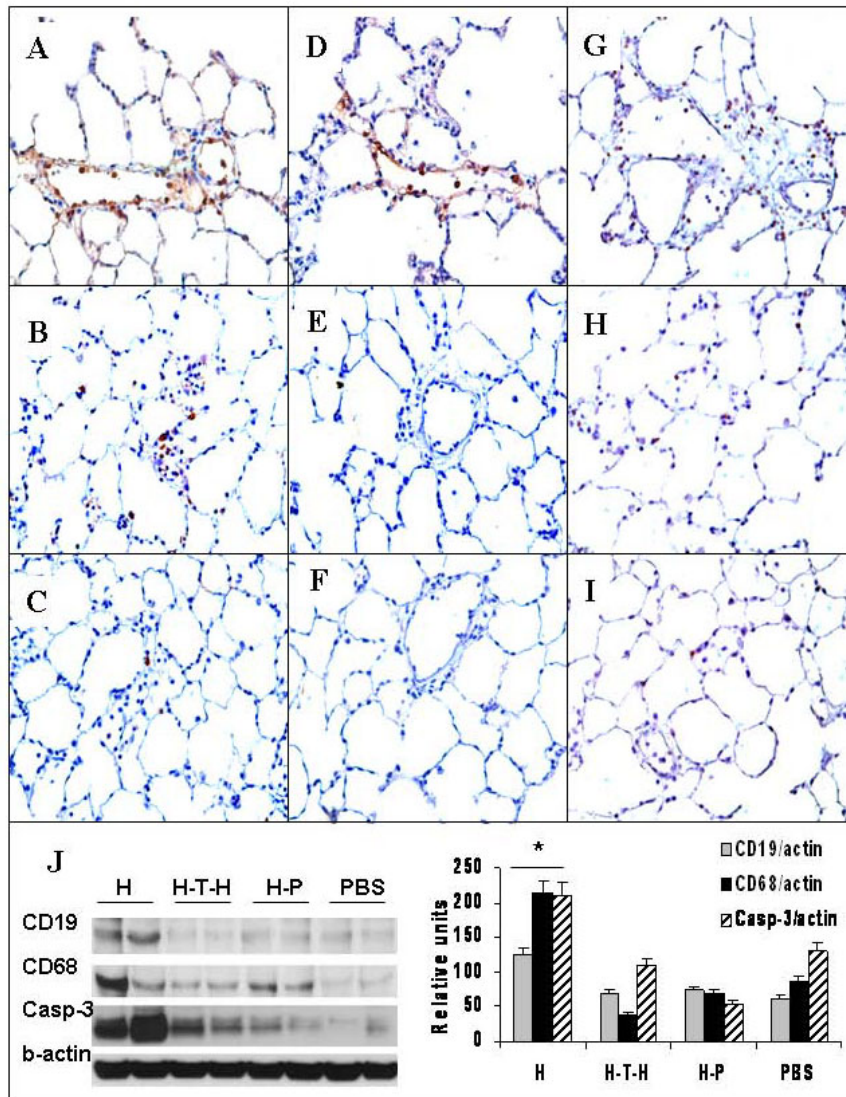 A
D
G
B
E
H
C
F
I
J
H H-T-H H-P PBS
CD19
CD68
Casp-3
b-actin
*
CD19/actin
CD68/actin
Casp-3/actin
Relative units
250
200
150
100
50
0
H H-T-H H-P PBS